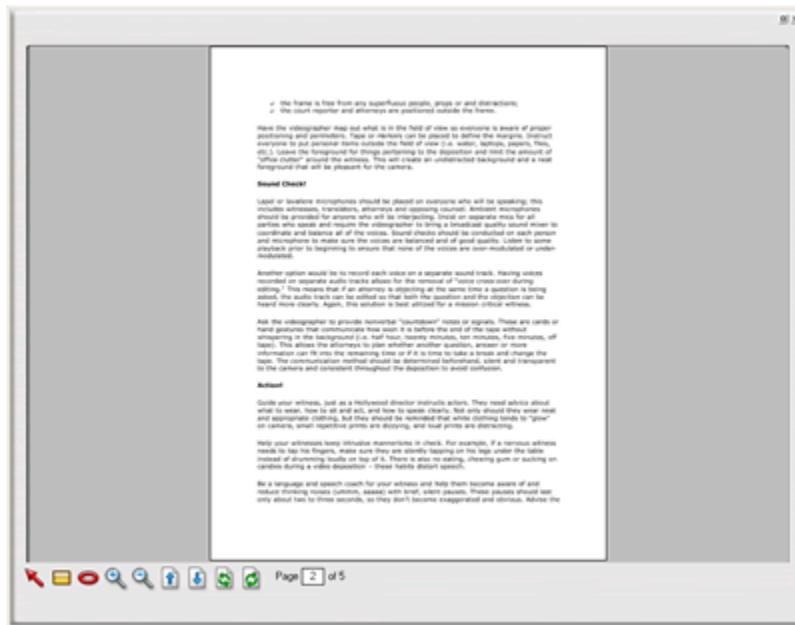 ✓ the frame is free from any superfluous people, props or and distractions;
✓ the court reporter and attorneys are positioned outside the frame.
Have the videographer map out what is in the field of view so everyone is aware of proper
positioning and perimeters. Tape or markers can be placed to define the margins. Instruct
everyone to put personal items outside the field of view (i.e. water, laptops, papers, files,
etc.). Leave the foreground for things pertaining to the deposition and limit the amount of
"office clutter" around the witness. This will create an undistracted background and a neat
foreground that will be pleasant for the camera.
Sound Check!
Lapel or lavaliere microphones should be placed on everyone who will be speaking; this
includes witnesses, translators, attorneys and opposing counsel. Ambient microphones
should be provided for anyone who will be interjecting. Insist on separate mics for all
parties who speak and require the videographer to bring a broadcast quality sound mixer to
coordinate and balance all of the voices. Sound checks should be conducted on each person
and microphone to make sure the voices are balanced and of good quality. Listen to some
playback prior to beginning to ensure that none of the voices are over-modulated or under-
modulated.
Another option would be to record each voice on a separate sound track. Having voices
recorded on separate audio tracks allows for the removal of "voice cross-over during
editing." This means that if an attorney is objecting at the same time a question is being
asked, the audio track can be edited so that both the question and the objection can be
heard more clearly. Again, this solution is best utilized for a mission critical witness.
Ask the videographer to provide nonverbal "countdown" notes or signals. These are cards or
hand gestures that communicate how soon it is before the end of the tape without
whispering in the background (i.e. half hour, twenty minutes, ten minutes, five minutes, off
tape). This allows the attorneys to plan whether another question, answer or more
information can fit into the remaining time or if it is time to take a break and change the
tape. The communication method should be determined beforehand, silent and transparent
to the camera and consistent throughout the deposition to avoid confusion.
Action!
Guide your witness, just as a Hollywood director instructs actors. They need advice about
what to wear, how to sit and act, and how to speak clearly. Not only should they wear neat
and appropriate clothing, but they should be reminded that white clothing tends to "glow"
on camera, small repetitive prints are dizzying, and loud prints are distracting.
Help your witnesses keep intrusive mannerisms in check. For example, if a nervous witness
needs to tap his fingers, make sure they are silently tapping on his legs under the table
instead of drumming loudly on top of it. There is also no eating, chewing gum or sucking on
candies during a video deposition – these habits distort speech.
Be a language and speech coach for your witness and help them become aware of and
reduce thinking noises (ummm, aaaaa) with brief, silent pauses. These pauses should last
only about two to three seconds, so they don't become exaggerated and obvious. Advise the
Page 2 of 5